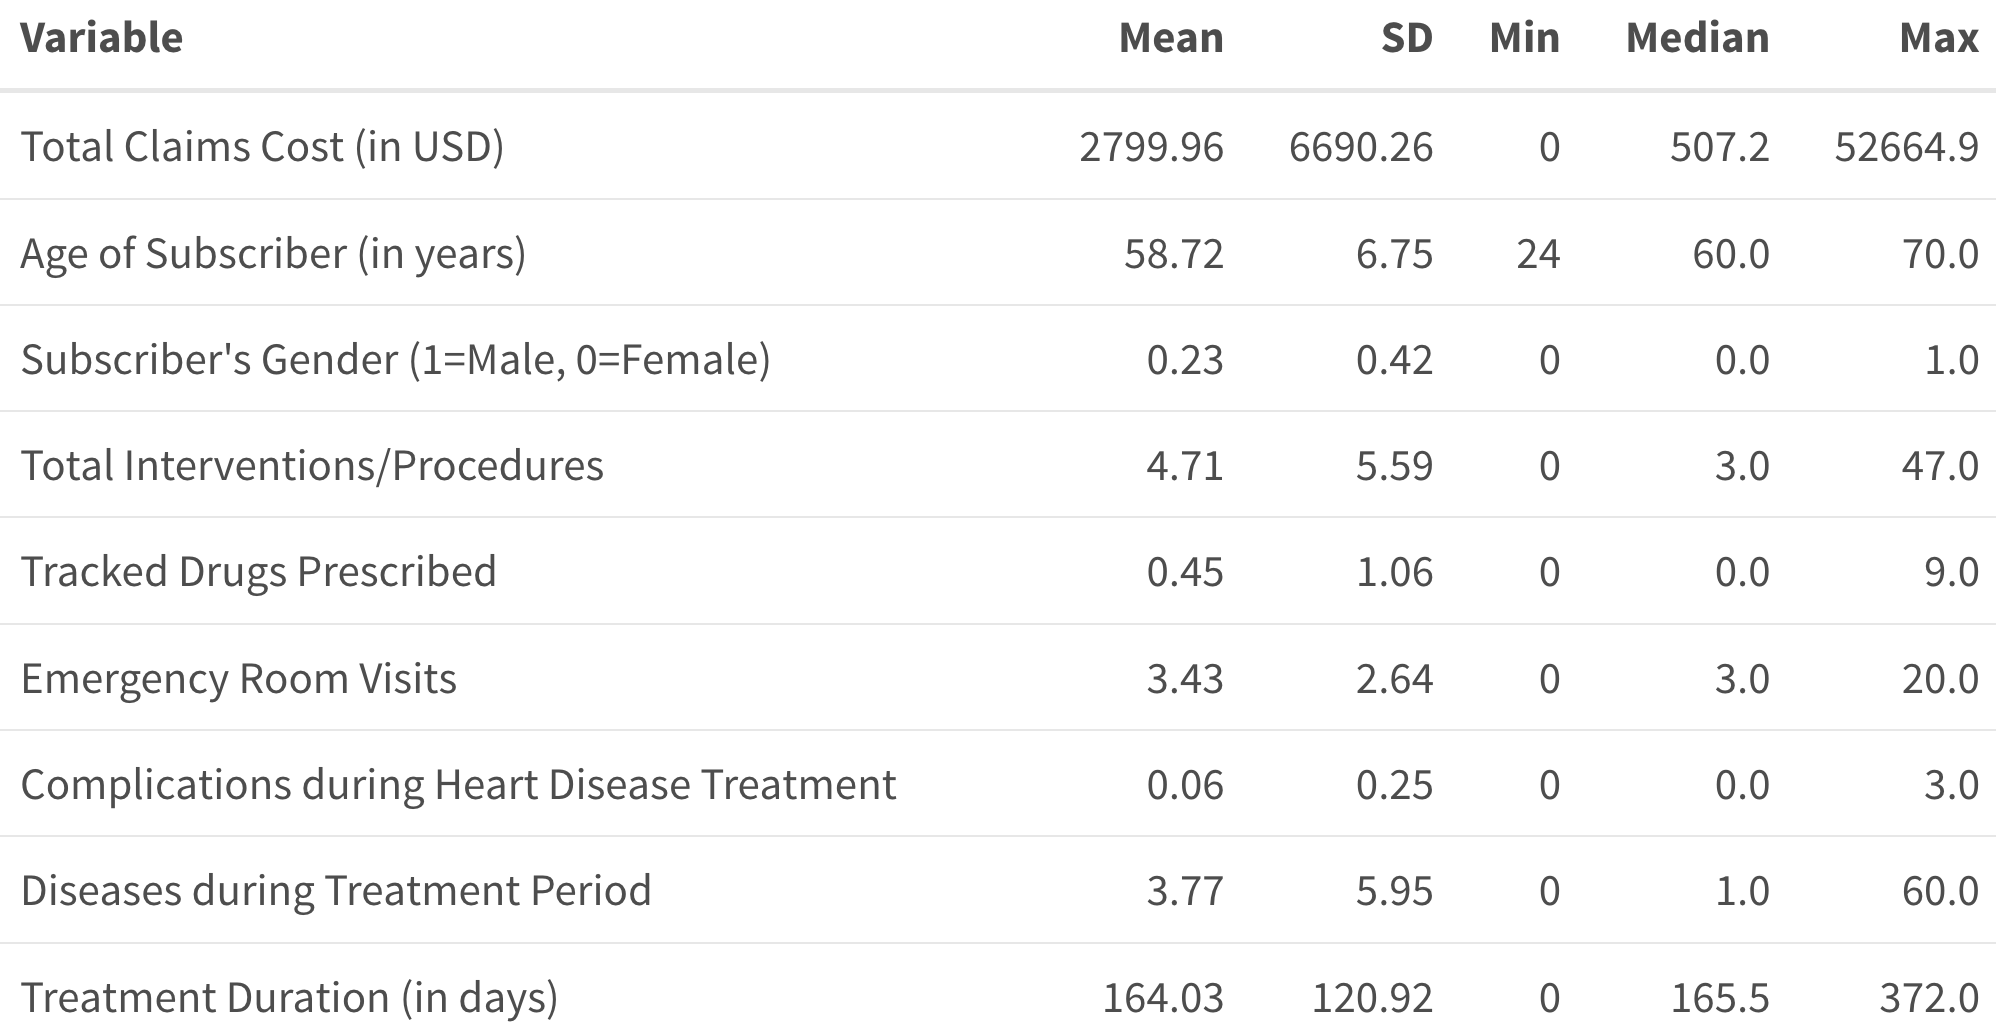 Variable Mean SD Min Median Max
Total Claims Cost (in USD) 2799.96 6690.26 0 507.2 52664.9
Age of Subscriber (in years) 58.72 6.75 24 60.0 70.0
Subscriber's Gender (1=Male, 0=Female) 0.23 0.42 0 0.0 1.0
Total Interventions/Procedures 4.71 5.59 0 3.0 47.0
Tracked Drugs Prescribed 0.45 1.06 0 0.0 9.0
Emergency Room Visits 3.43 2.64 0 3.0 20.0
Complications during Heart Disease Treatment 0.06 0.25 0 0.0 3.0
Diseases during Treatment Period 3.77 5.95 0 1.0 60.0
Treatment Duration (in days) 164.03 120.92 0 165.5 372.0